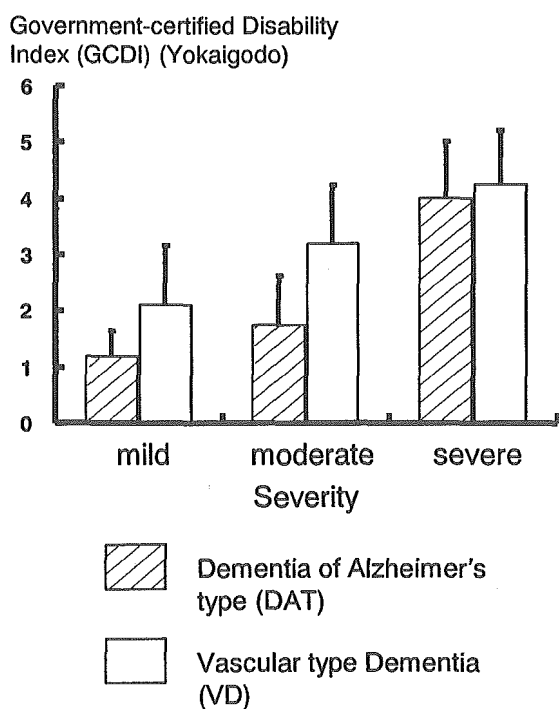 Government-certified Disability
Index (GCDI) (Yokaigodo)
6
5
4
3
2
1
0
mild moderate severe
Severity
Dementia of Alzheimer's
type (DAT)
Vascular type Dementia
(VD)